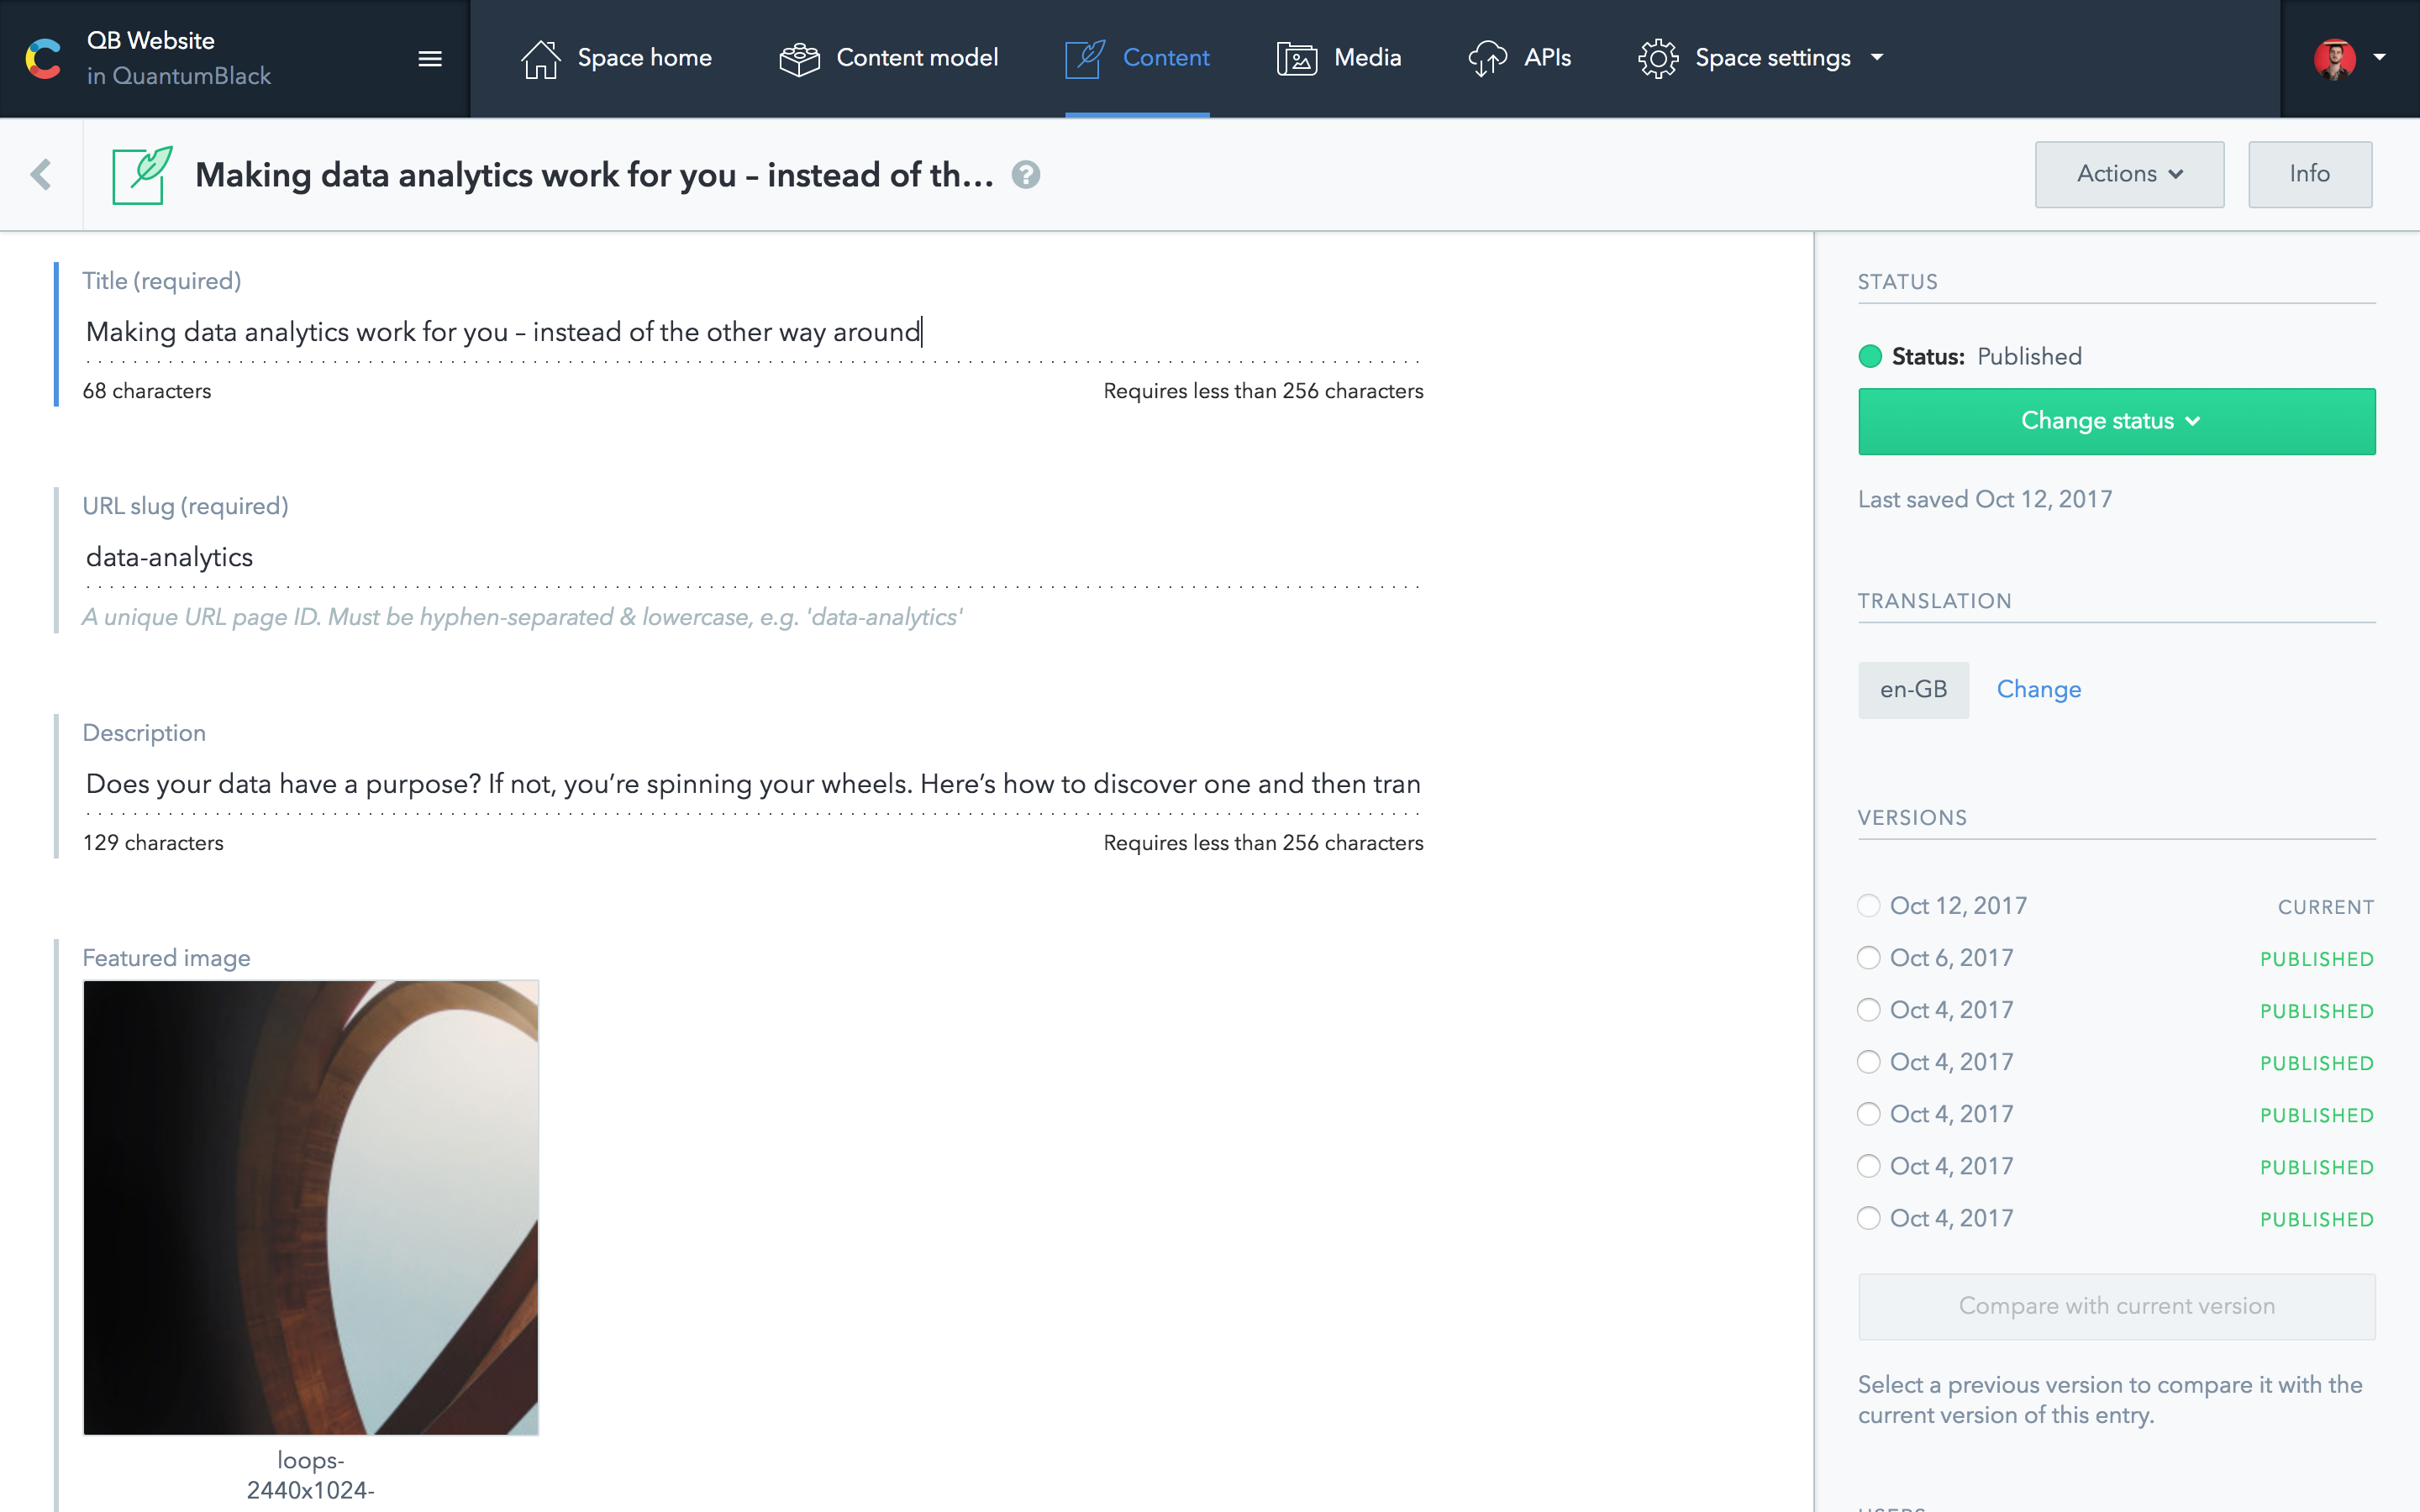 QB Website
in QuantumBlack
Space home
Content model
Content
Media
APIs
Space settings
Making data analytics work for you – instead of th...
?
Actions
Info
Title (required)
Making data analytics work for you – instead of the other way around
68 characters
Requires less than 256 characters
URL slug (required)
data-analytics
A unique URL page ID. Must be hyphen-separated & lowercase, e.g. 'data-analytics'
Description
Does your data have a purpose? If not, you’re spinning your wheels. Here’s how to discover one and then tran
129 characters
Requires less than 256 characters
Featured image
loops-
2440x1024-
STATUS
Status: Published
Change status
Last saved Oct 12, 2017
TRANSLATION
en-GB
Change
VERSIONS
Oct 12, 2017 CURRENT
Oct 6, 2017 PUBLISHED
Oct 4, 2017 PUBLISHED
Oct 4, 2017 PUBLISHED
Oct 4, 2017 PUBLISHED
Oct 4, 2017 PUBLISHED
Oct 4, 2017 PUBLISHED
Compare with current version
Select a previous version to compare it with the
current version of this entry.